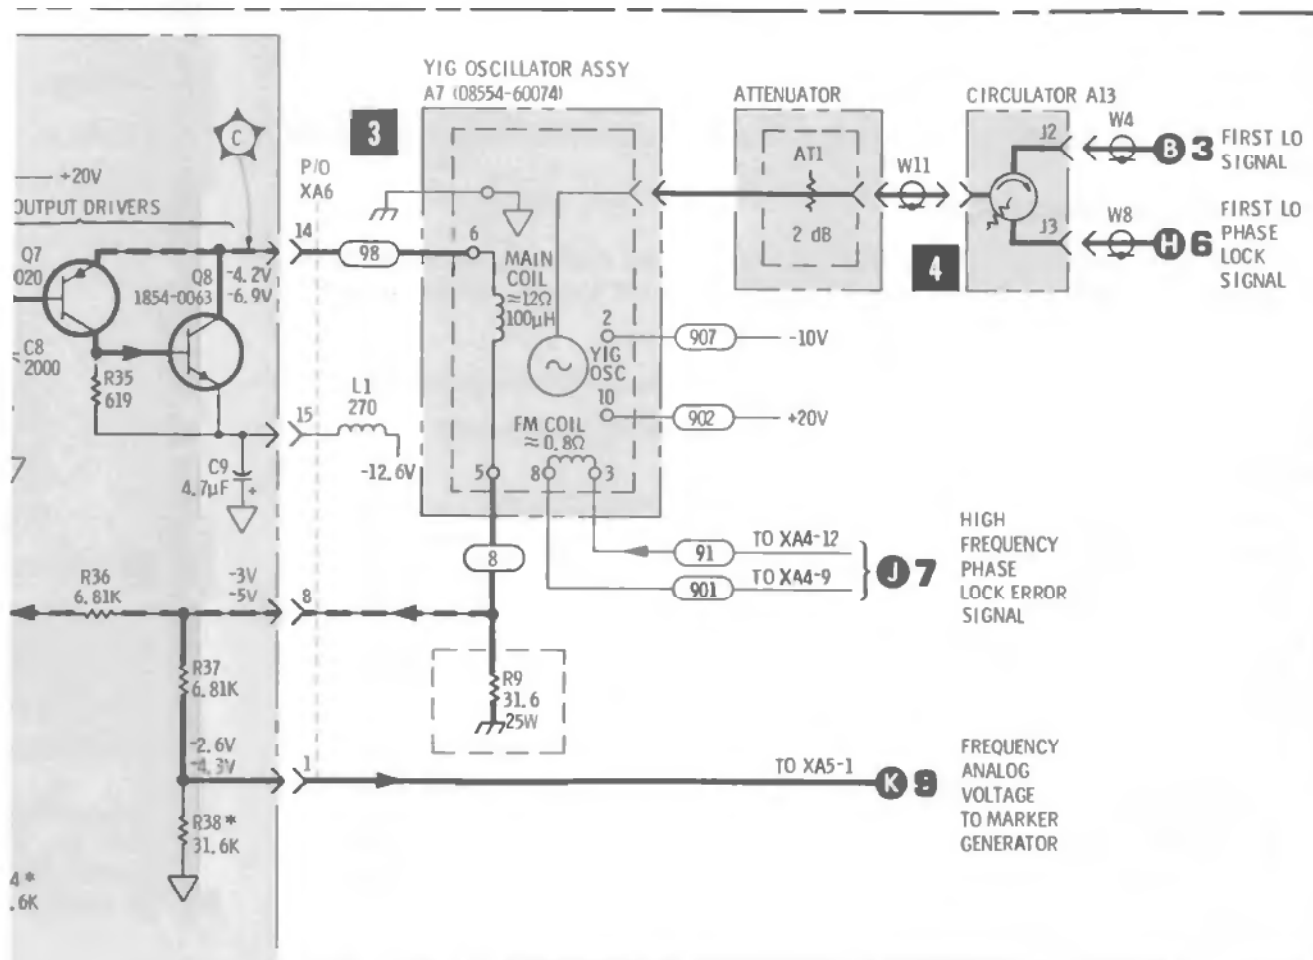 YIG OSCILLATOR ASSY
A7 (08554-60074)
3
ATTENUATOR
CIRCULATOR A13
C
P/O
XA6
+20V
OUTPUT DRIVERS
Q7
020
Q8
1854-0063
-4.2V
-6.9V
C8
2000
R35
619
14
98
6
MAIN
COIL
≈12Ω
100μH
2
YIG
OSC
10
FM COIL
≈0.8Ω
5
8
3
907
-10V
902
+20V
AT1
2 dB
W11
4
J2
J3
W4
B 3
FIRST LO
SIGNAL
W8
H 6
FIRST LO
PHASE
LOCK
SIGNAL
15
L1
270
-12.6V
C9
4.7μF
+
8
91
TO XA4-12
901
TO XA4-9
J 7
HIGH
FREQUENCY
PHASE
LOCK ERROR
SIGNAL
R36
6.81K
-3V
-5V
8
R37
6.81K
R9
31.6
25W
-2.6V
-4.3V
1
TO XA5-1
K 9
FREQUENCY
ANALOG
VOLTAGE
TO MARKER
GENERATOR
R38*
31.6K
4*
.6K